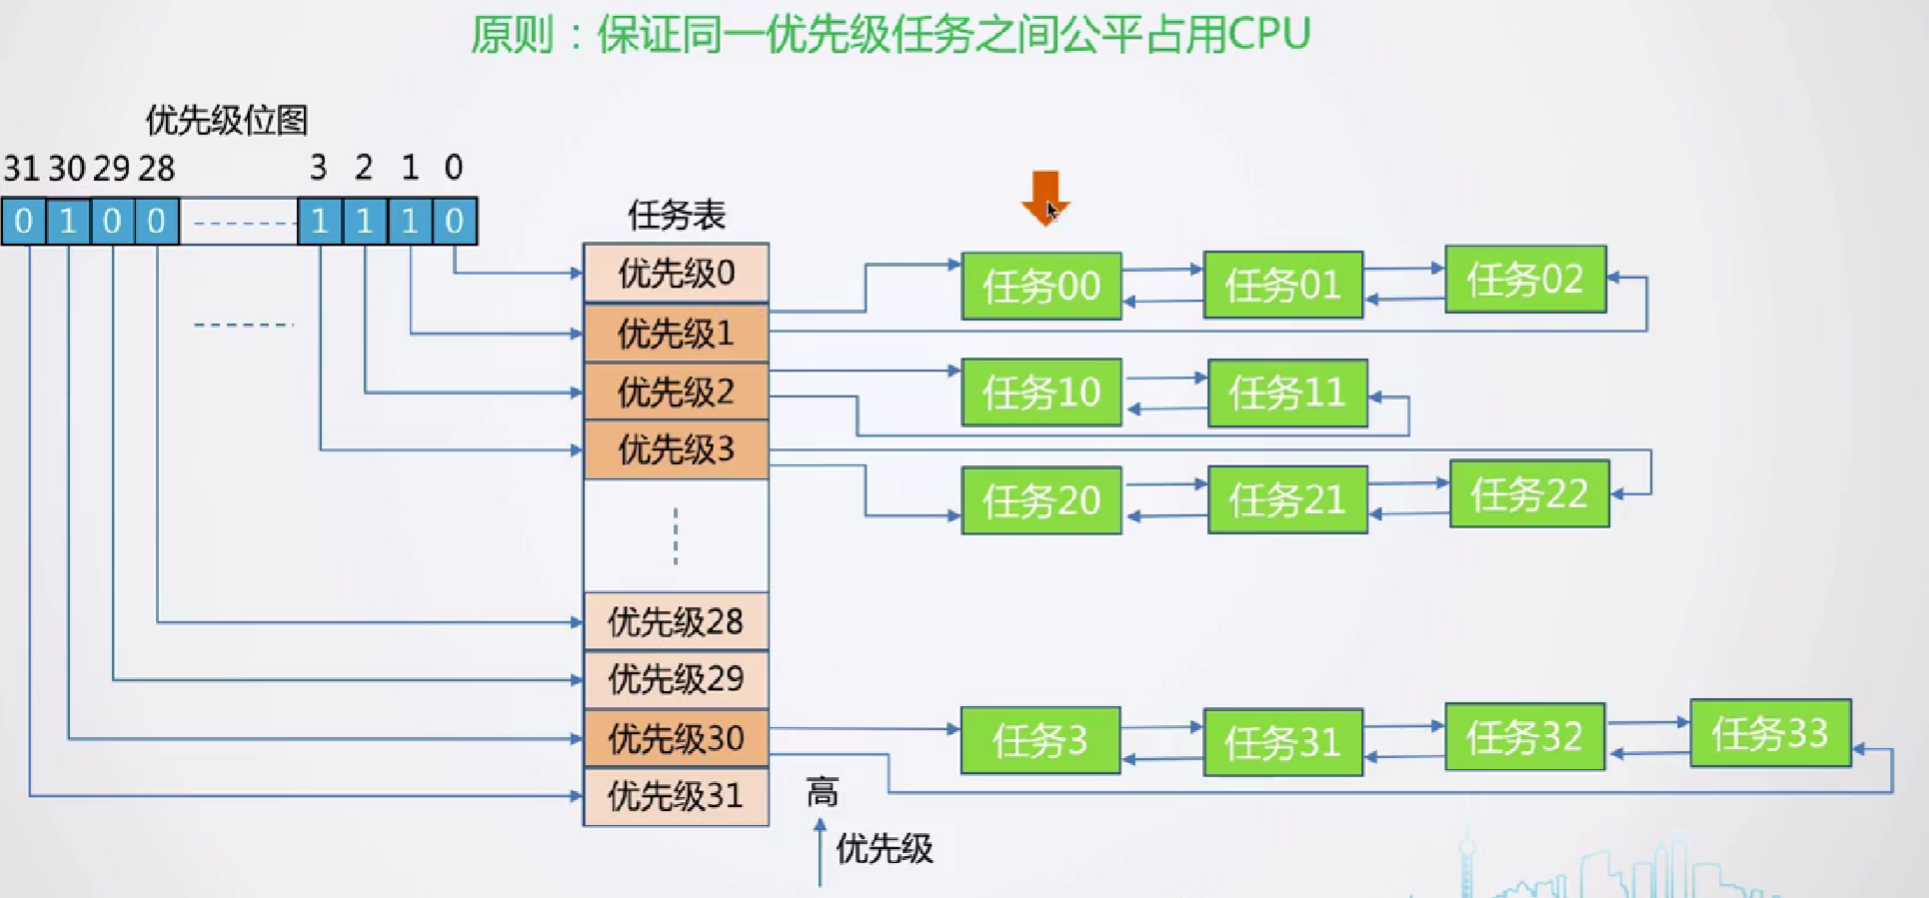 原则：保证同一优先级任务之间公平占用CPU
优先级位图
31 30 29 28 3 2 1 0
0 1 0 0 1 1 1 0
任务表
优先级0
优先级1
优先级2
优先级3
优先级28
优先级29
优先级30
优先级31
任务00 任务01 任务02
任务10 任务11
任务20 任务21 任务22
任务3 任务31 任务32 任务33
高
优先级